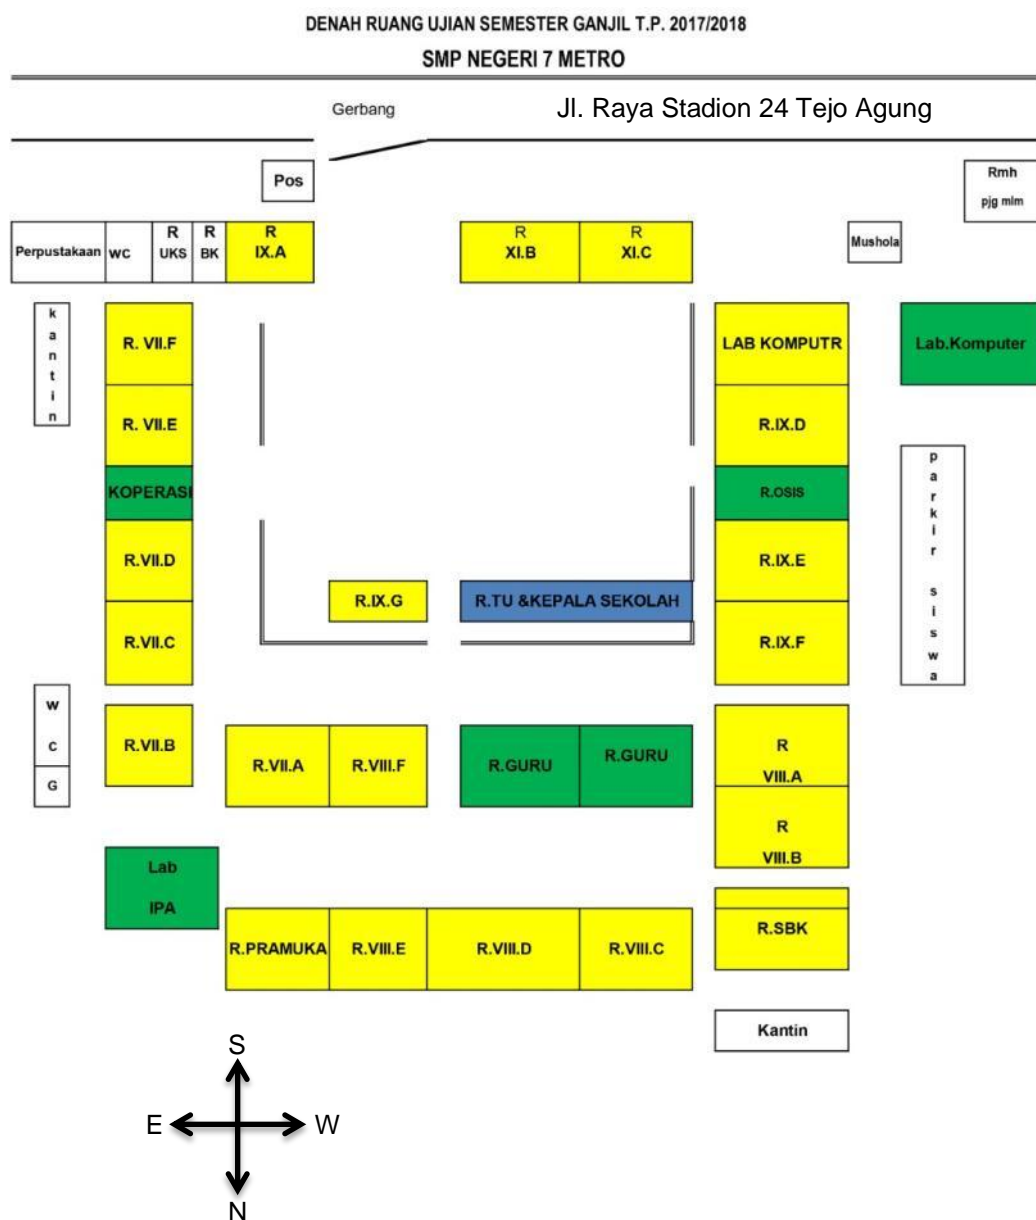 DENAH RUANG UJIAN SEMESTER GANJIL T.P. 2017/2018
SMP NEGERI 7 METRO
Gerbang
Jl. Raya Stadion 24 Tejo Agung
Pos
Rmh
pjg mlm
Perpustakaan
WC
R
UKS
R
BK
R
IX.A
R
XI.B
R
XI.C
Mushola
k
a
n
t
i
n
R. VII.F
LAB KOMPUTR
Lab.Komputer
R. VII.E
R.IX.D
KOPERASI
R.OSIS
p
a
r
k
i
r
s
i
s
w
a
R.VII.D
R.IX.E
R.IX.G
R.TU &KEPALA SEKOLAH
R.VII.C
R.IX.F
W
C
G
R.VII.B
R.VII.A
R.VIII.F
R.GURU
R.GURU
R
VIII.A
R
VIII.B
Lab
IPA
R.PRAMUKA
R.VIII.E
R.VIII.D
R.VIII.C
R.SBK
Kantin
S
E
W
N